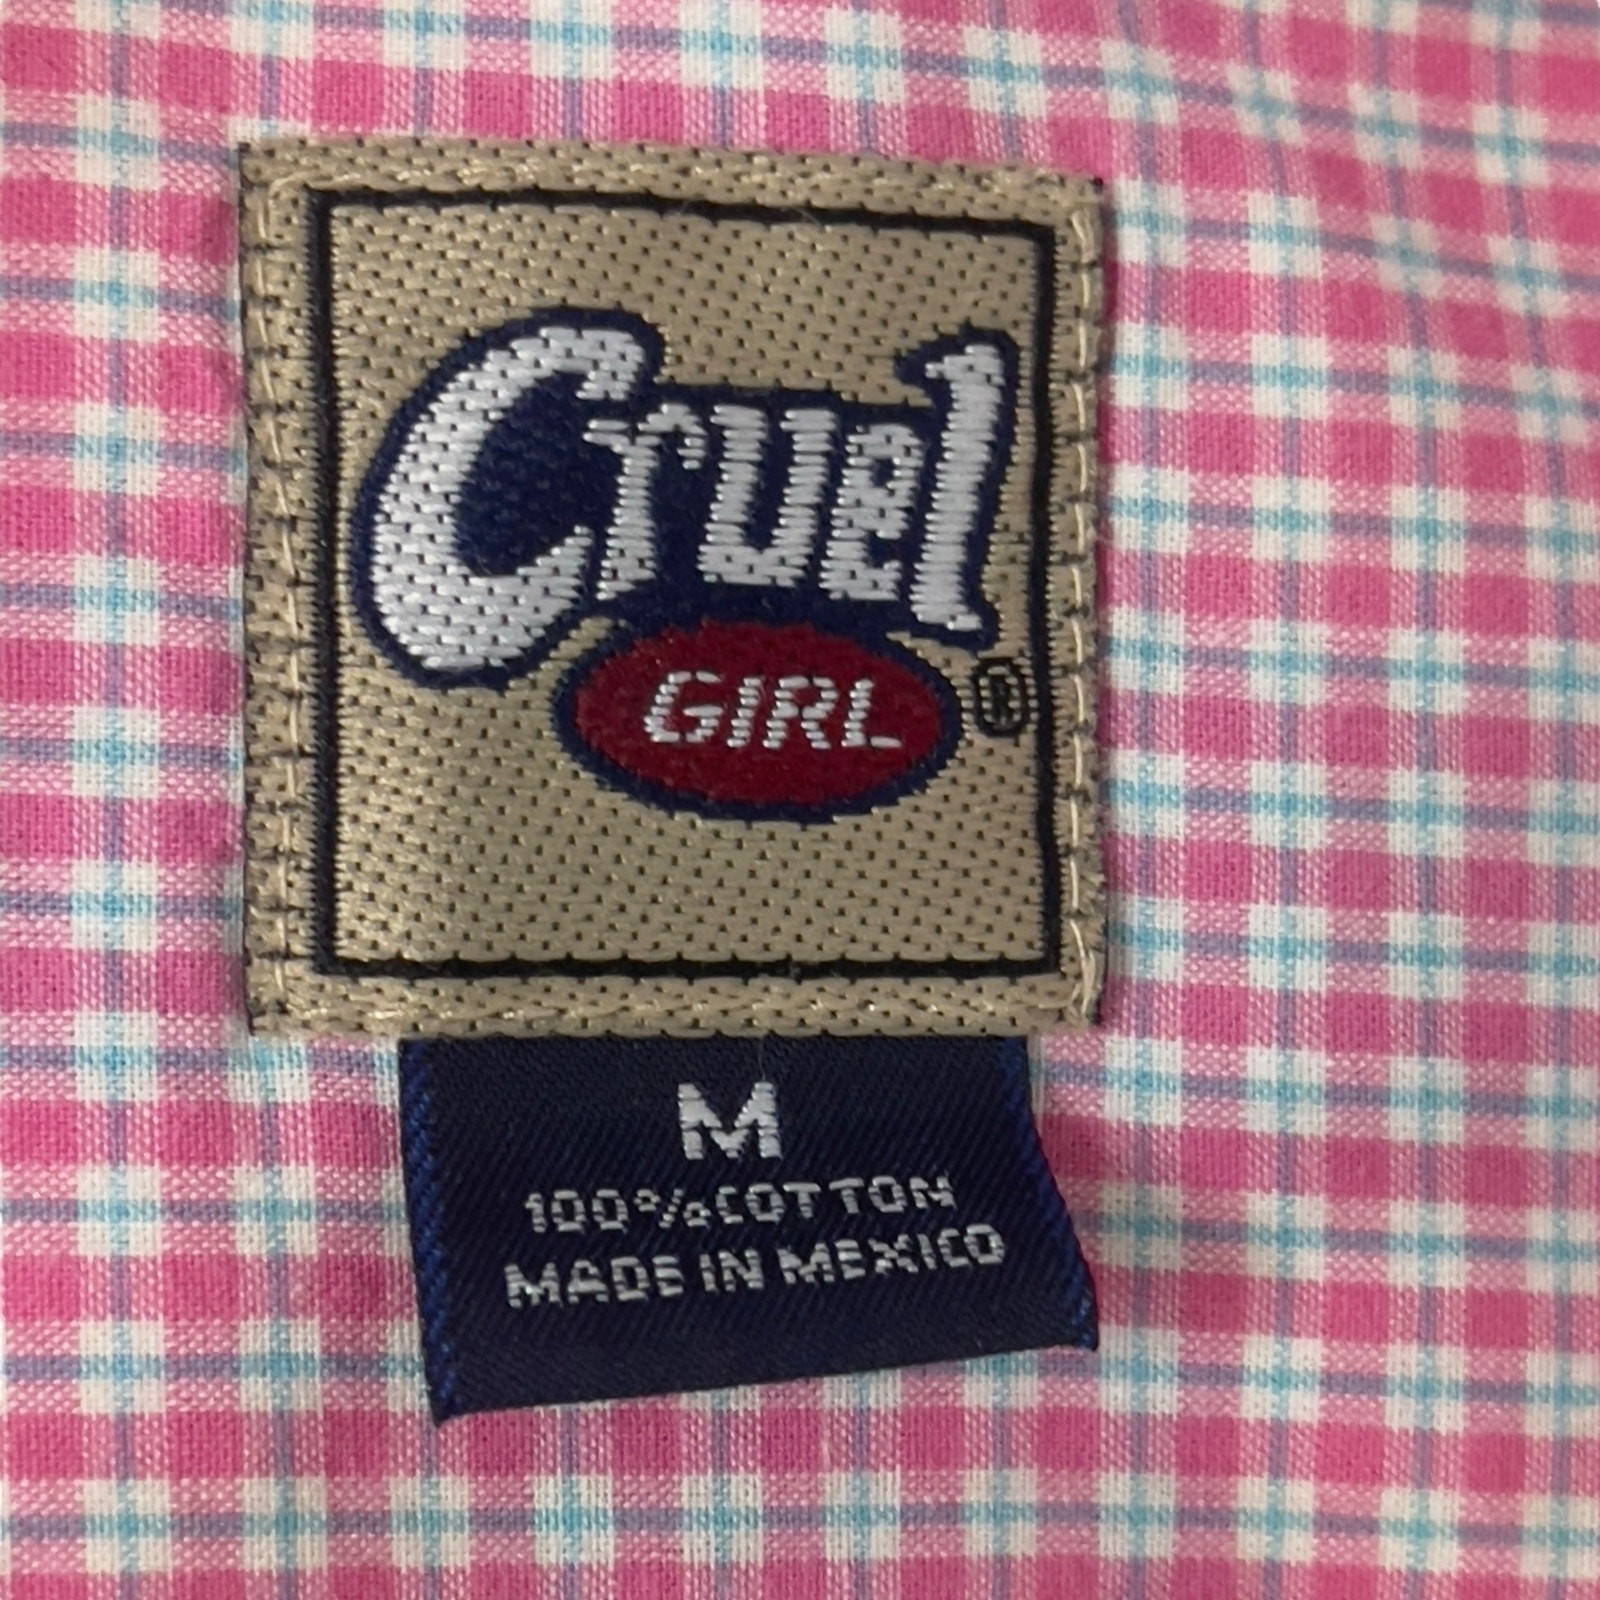 Cruel
GIRL ®
M
100% COTTON
MADE IN MEXICO